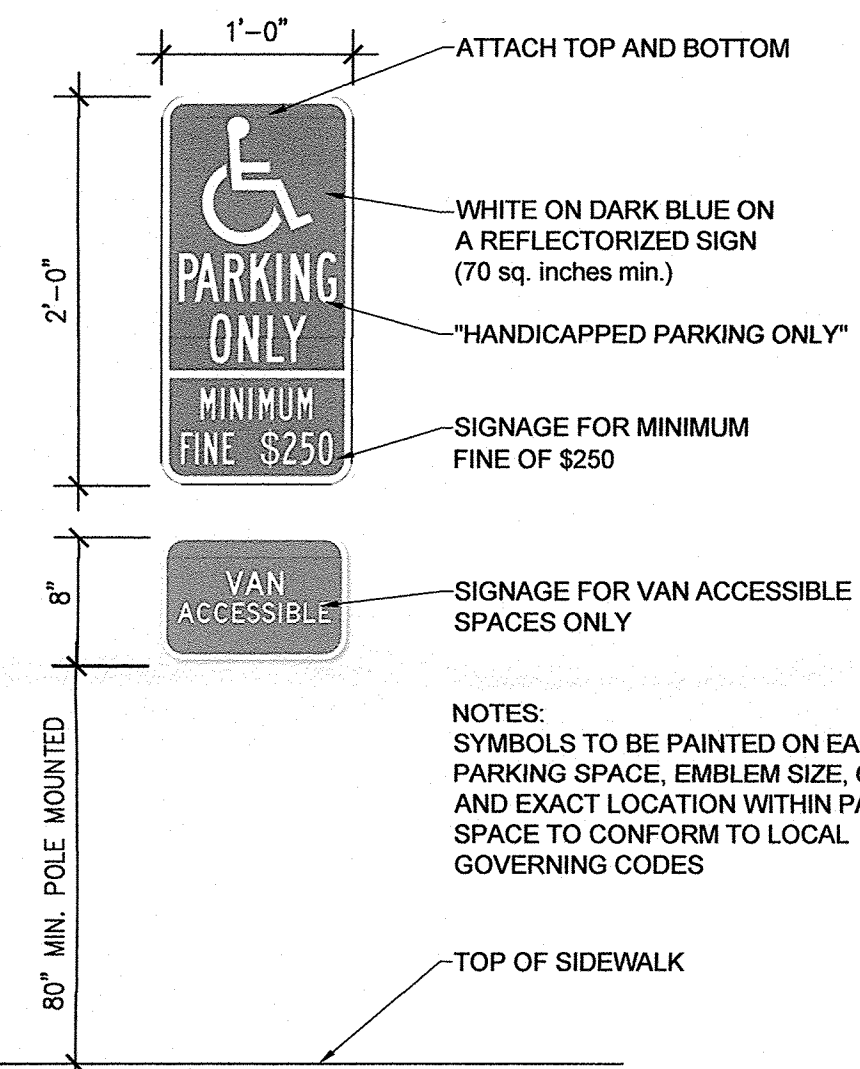 1'-0"
ATTACH TOP AND BOTTOM
2'-0"
WHITE ON DARK BLUE ON
A REFLECTORIZED SIGN
(70 sq. inches min.)
PARKING
ONLY
"HANDICAPPED PARKING ONLY"
MINIMUM
FINE $250
SIGNAGE FOR MINIMUM
FINE OF $250
8"
VAN
ACCESSIBLE
SIGNAGE FOR VAN ACCESSIBLE
SPACES ONLY
80" MIN. POLE MOUNTED
NOTES:
SYMBOLS TO BE PAINTED ON
PARKING SPACE, EMBLEM SIZE,
AND EXACT LOCATION WITHIN
SPACE TO CONFORM TO LOCAL
GOVERNING CODES
TOP OF SIDEWALK